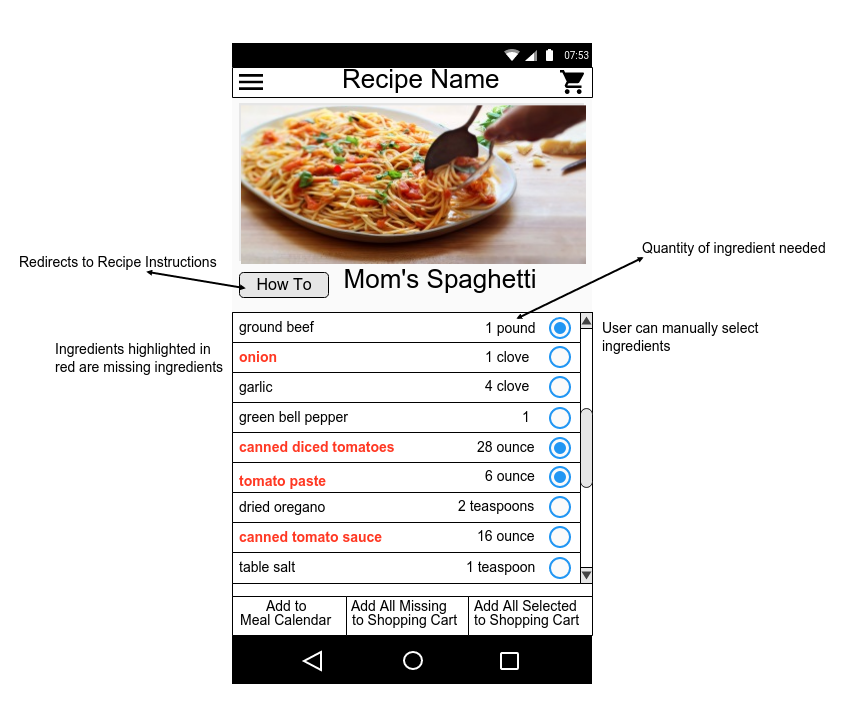 07:53
Recipe Name
Redirects to Recipe Instructions
Quantity of ingredient needed
How To
Mom's Spaghetti
ground beef 1 pound
User can manually select
ingredients
Ingredients highlighted in
red are missing ingredients
onion 1 clove
garlic 4 clove
green bell pepper 1
canned diced tomatoes 28 ounce
tomato paste 6 ounce
dried oregano 2 teaspoons
canned tomato sauce 16 ounce
table salt 1 teaspoon
Add to
Meal Calendar
Add All Missing
to Shopping Cart
Add All Selected
to Shopping Cart